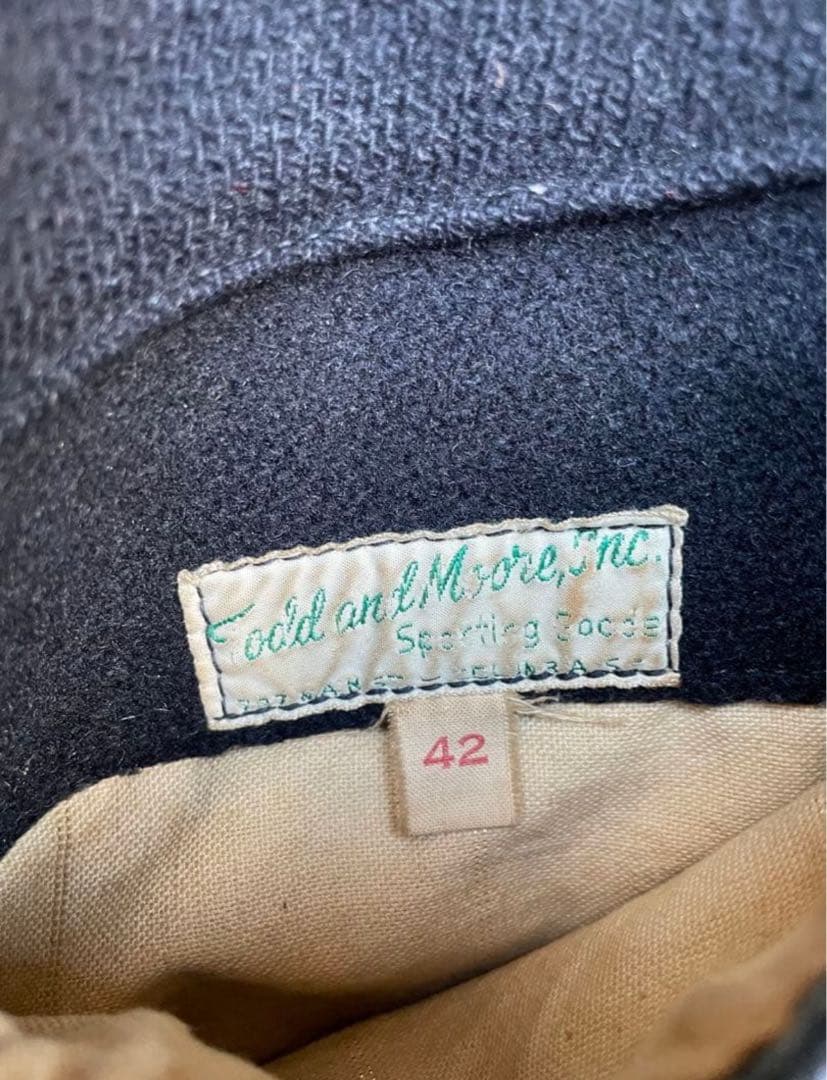 Todd and Moore, Inc.
Sporting Goods
42